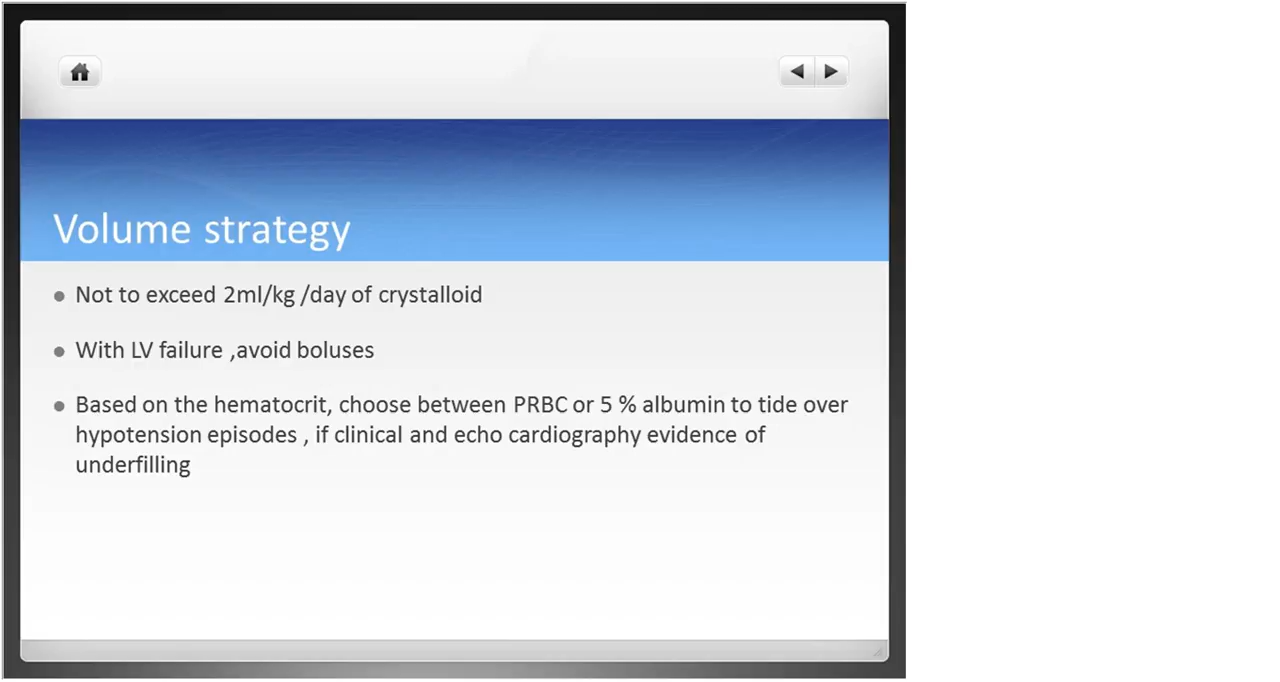 Volume strategy
Not to exceed 2ml/kg /day of crystalloid
With LV failure ,avoid boluses
Based on the hematocrit, choose between PRBC or 5 % albumin to tide over
hypotension episodes , if clinical and echo cardiography evidence of
underfilling